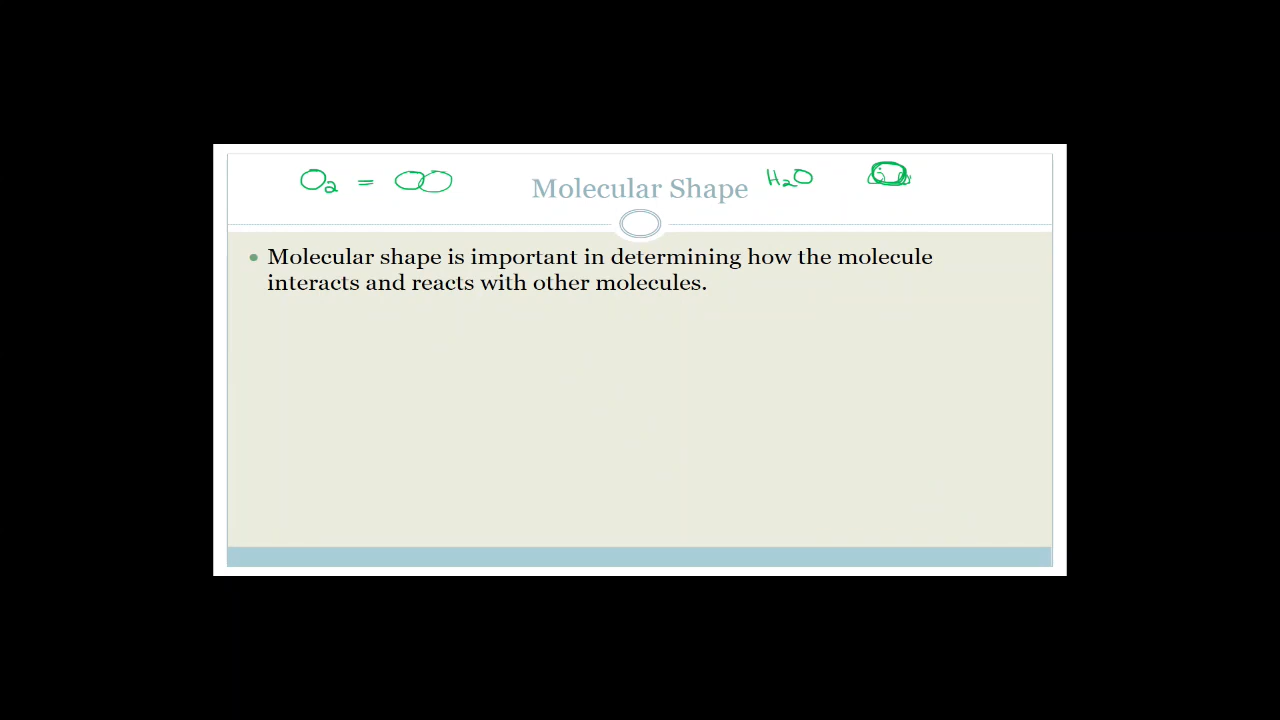 O2 =
Molecular Shape
H2O
• Molecular shape is important in determining how the molecule
interacts and reacts with other molecules.